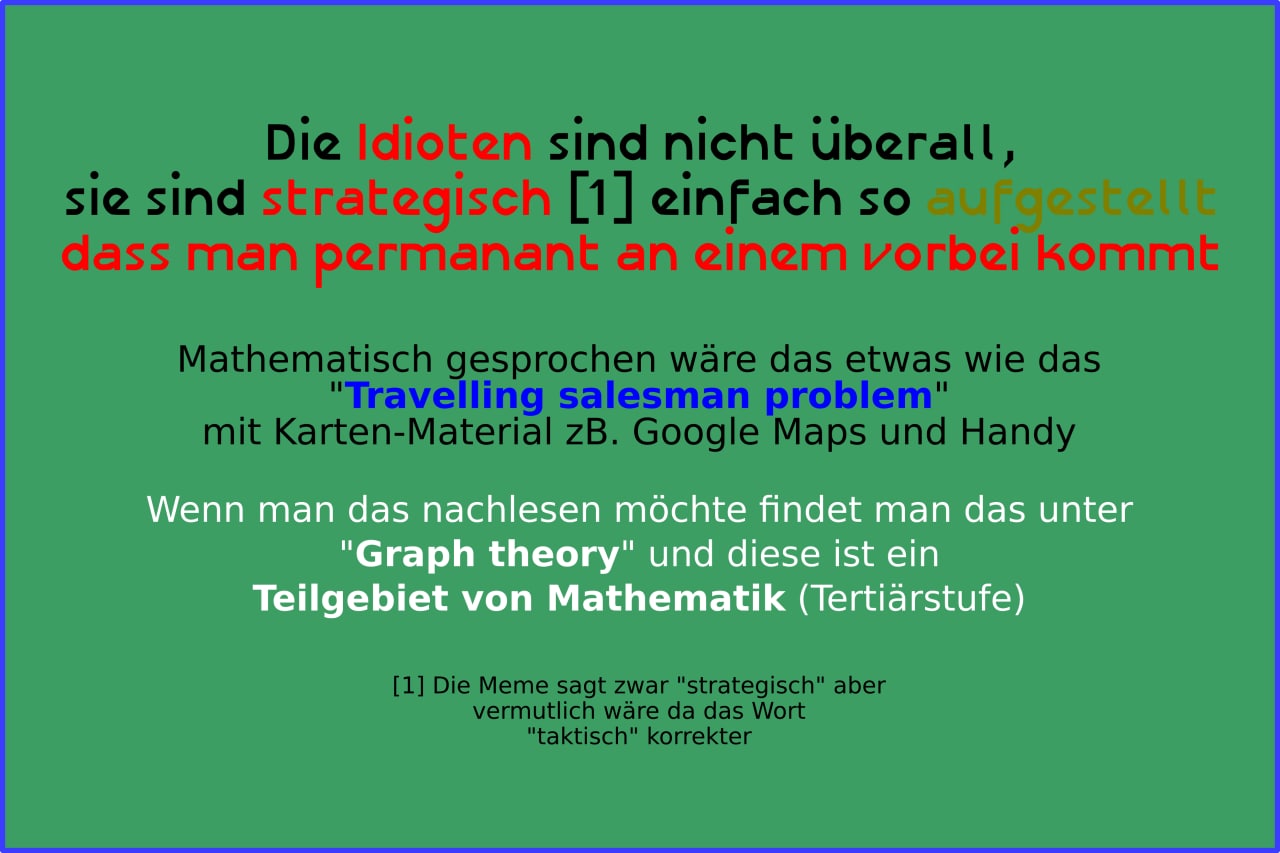 Die Idioten sind nicht überall,
sie sind strategisch [1] einfach so aufgestellt
dass man permanant an einem vorbei kommt
Mathematisch gesprochen wäre das etwas wie das
"Travelling salesman problem"
mit Karten-Material zB. Google Maps und Handy
Wenn man das nachlesen möchte findet man das unter
"Graph theory" und diese ist ein
Teilgebiet von Mathematik (Tertiärstufe)
[1] Die Meme sagt zwar "strategisch" aber
vermutlich wäre da das Wort
"taktisch" korrekter